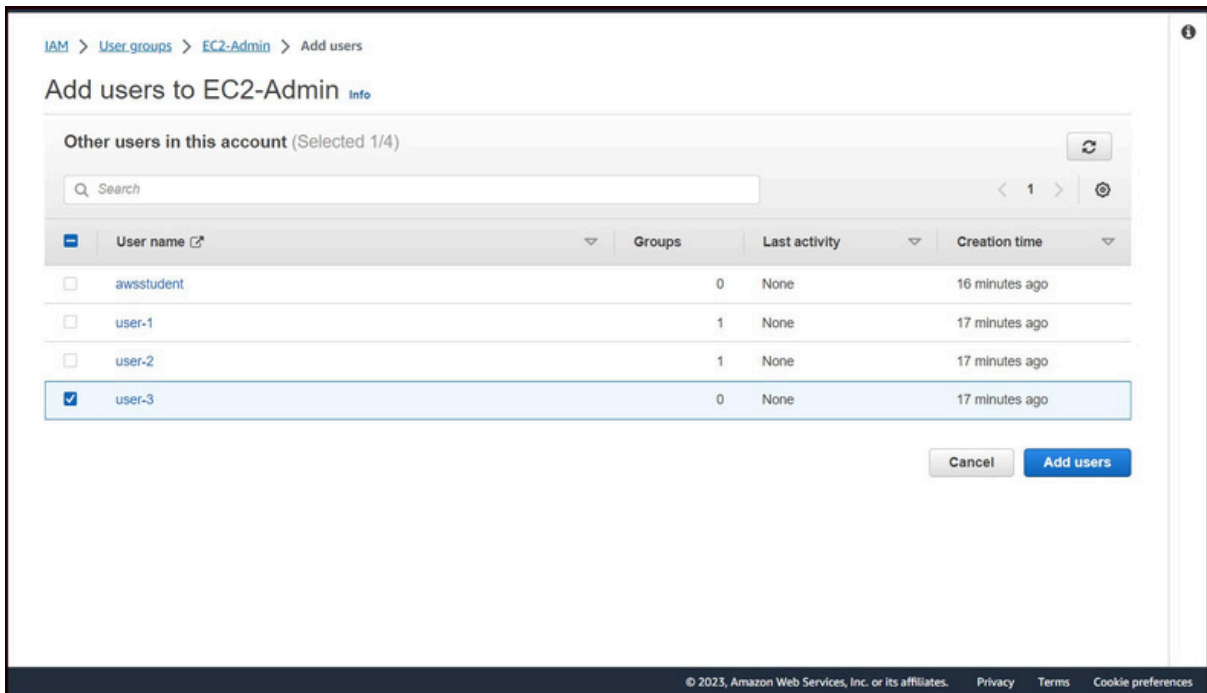 IAM > User groups > EC2-Admin > Add users
Add users to EC2-Admin Info
Other users in this account (Selected 1/4)
Search
< 1 >
User name Groups Last activity Creation time
awsstudent 0 None 16 minutes ago
user-1 1 None 17 minutes ago
user-2 1 None 17 minutes ago
user-3 0 None 17 minutes ago
Cancel Add users
© 2023, Amazon Web Services, Inc. or its affiliates. Privacy Terms Cookie preferences